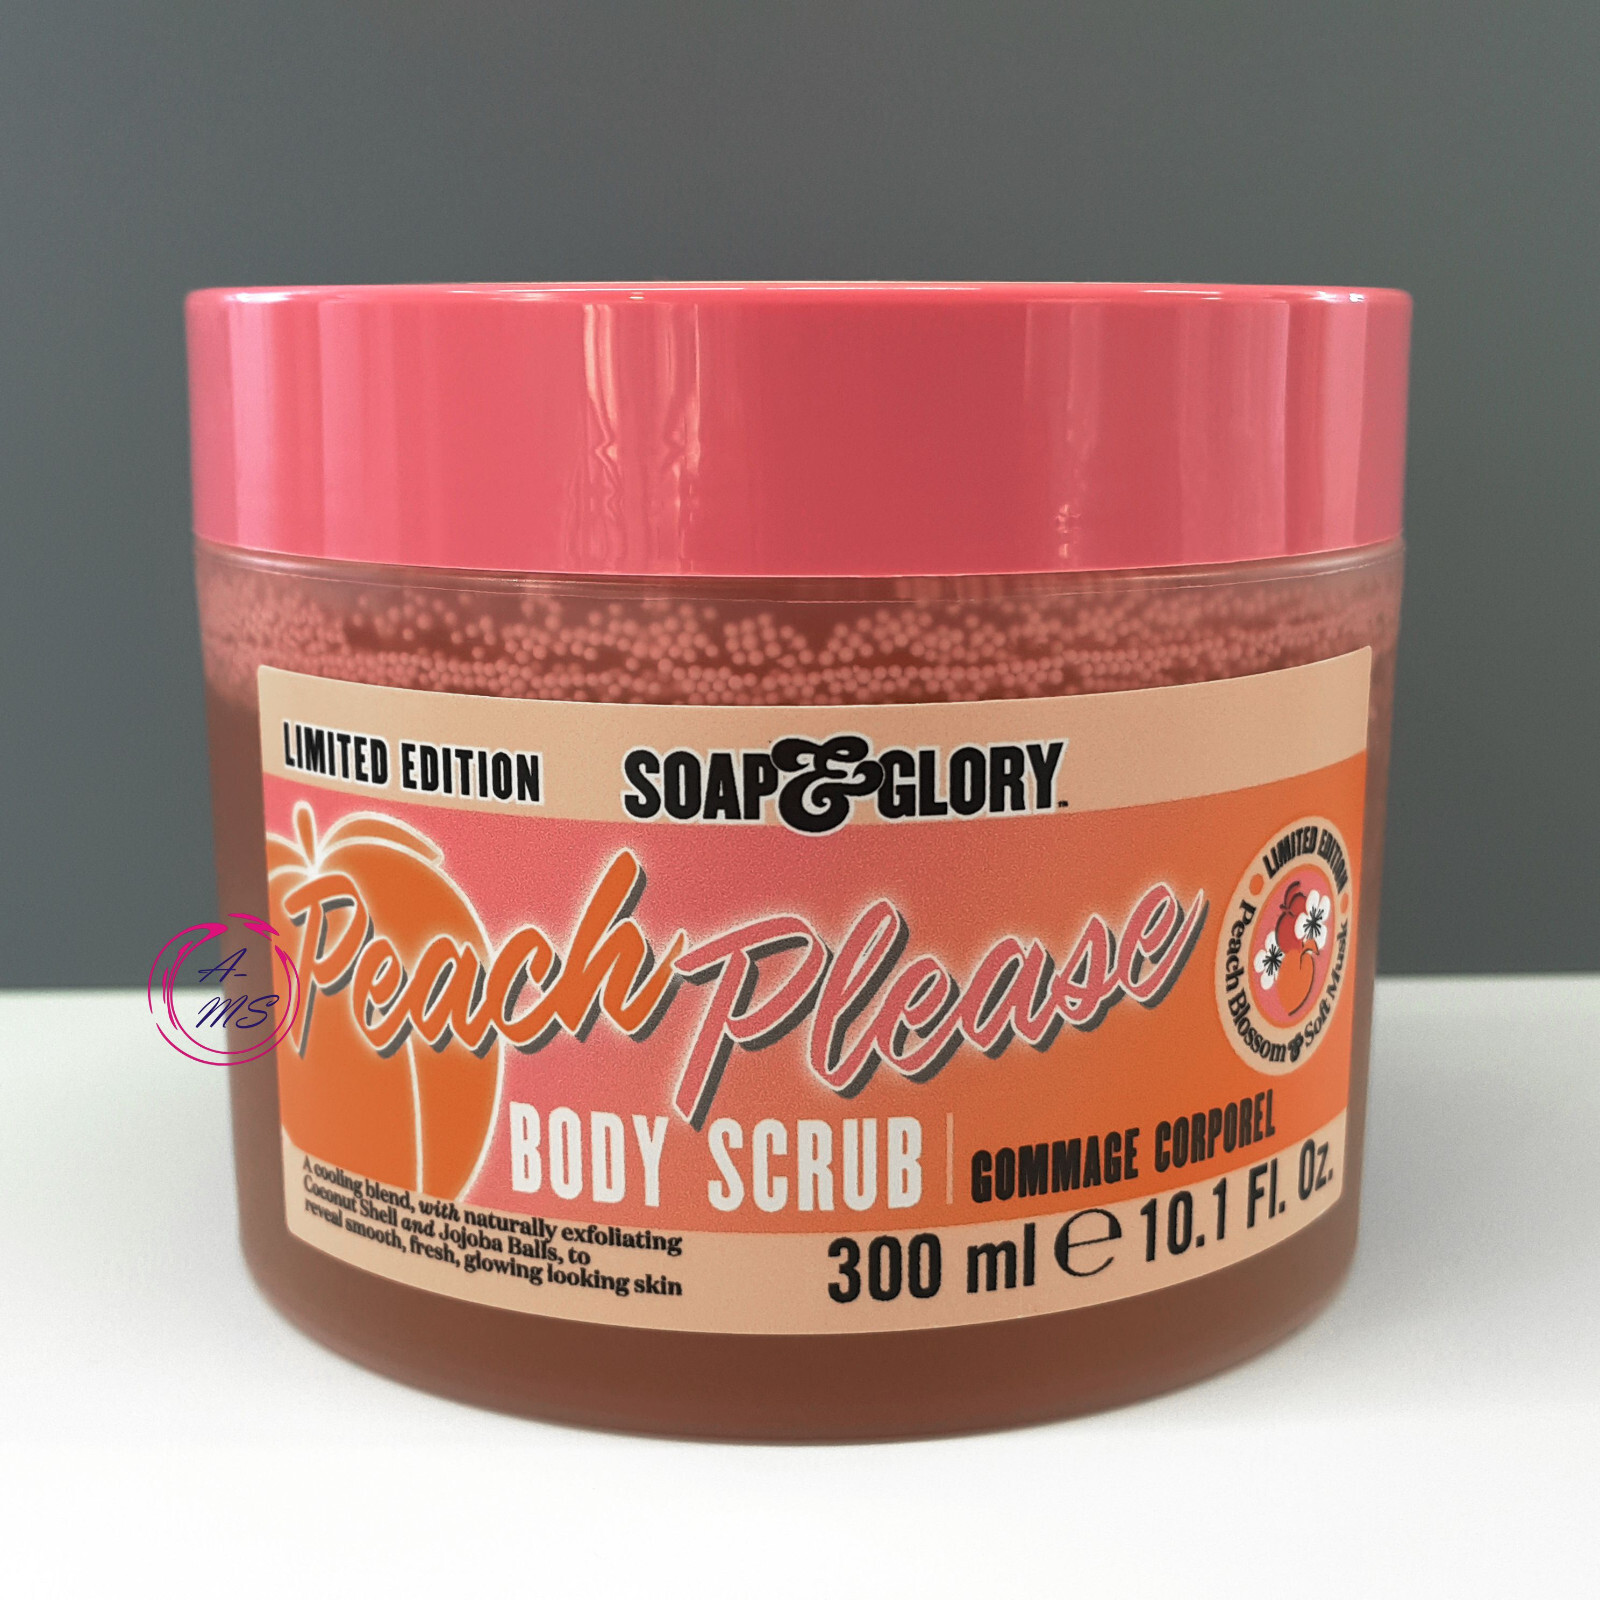 LIMITED EDITION
SOAP & GLORY™
Peach Please
BODY SCRUB | GOMMAGE CORPOREL
A cooling blend, with naturally exfoliating
Coconut Shell and Jojoba Balls, to
reveal smooth, fresh, glowing looking skin
300 ml ℮ 10.1 Fl. Oz.
LIMITED EDITION
Peach Blossom & Soft Musk
A-
MS